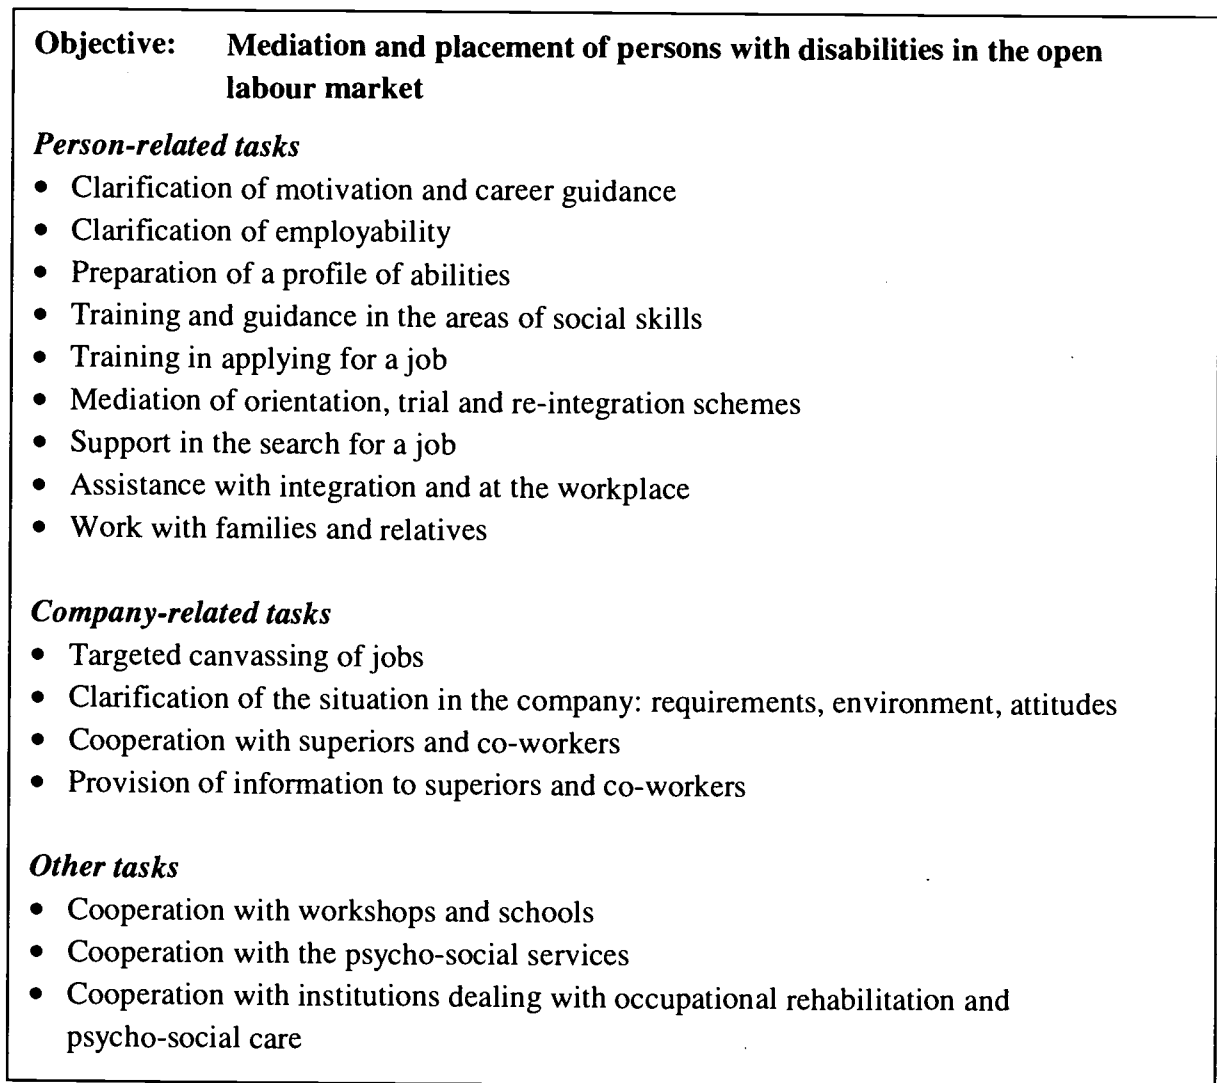 Objective: Mediation and placement of persons with disabilities in the open
labour market
Person-related tasks
• Clarification of motivation and career guidance
• Clarification of employability
• Preparation of a profile of abilities
• Training and guidance in the areas of social skills
• Training in applying for a job
• Mediation of orientation, trial and re-integration schemes
• Support in the search for a job
• Assistance with integration and at the workplace
• Work with families and relatives
Company-related tasks
• Targeted canvassing of jobs
• Clarification of the situation in the company: requirements, environment, attitudes
• Cooperation with superiors and co-workers
• Provision of information to superiors and co-workers
Other tasks
• Cooperation with workshops and schools
• Cooperation with the psycho-social services
• Cooperation with institutions dealing with occupational rehabilitation and
psycho-social care